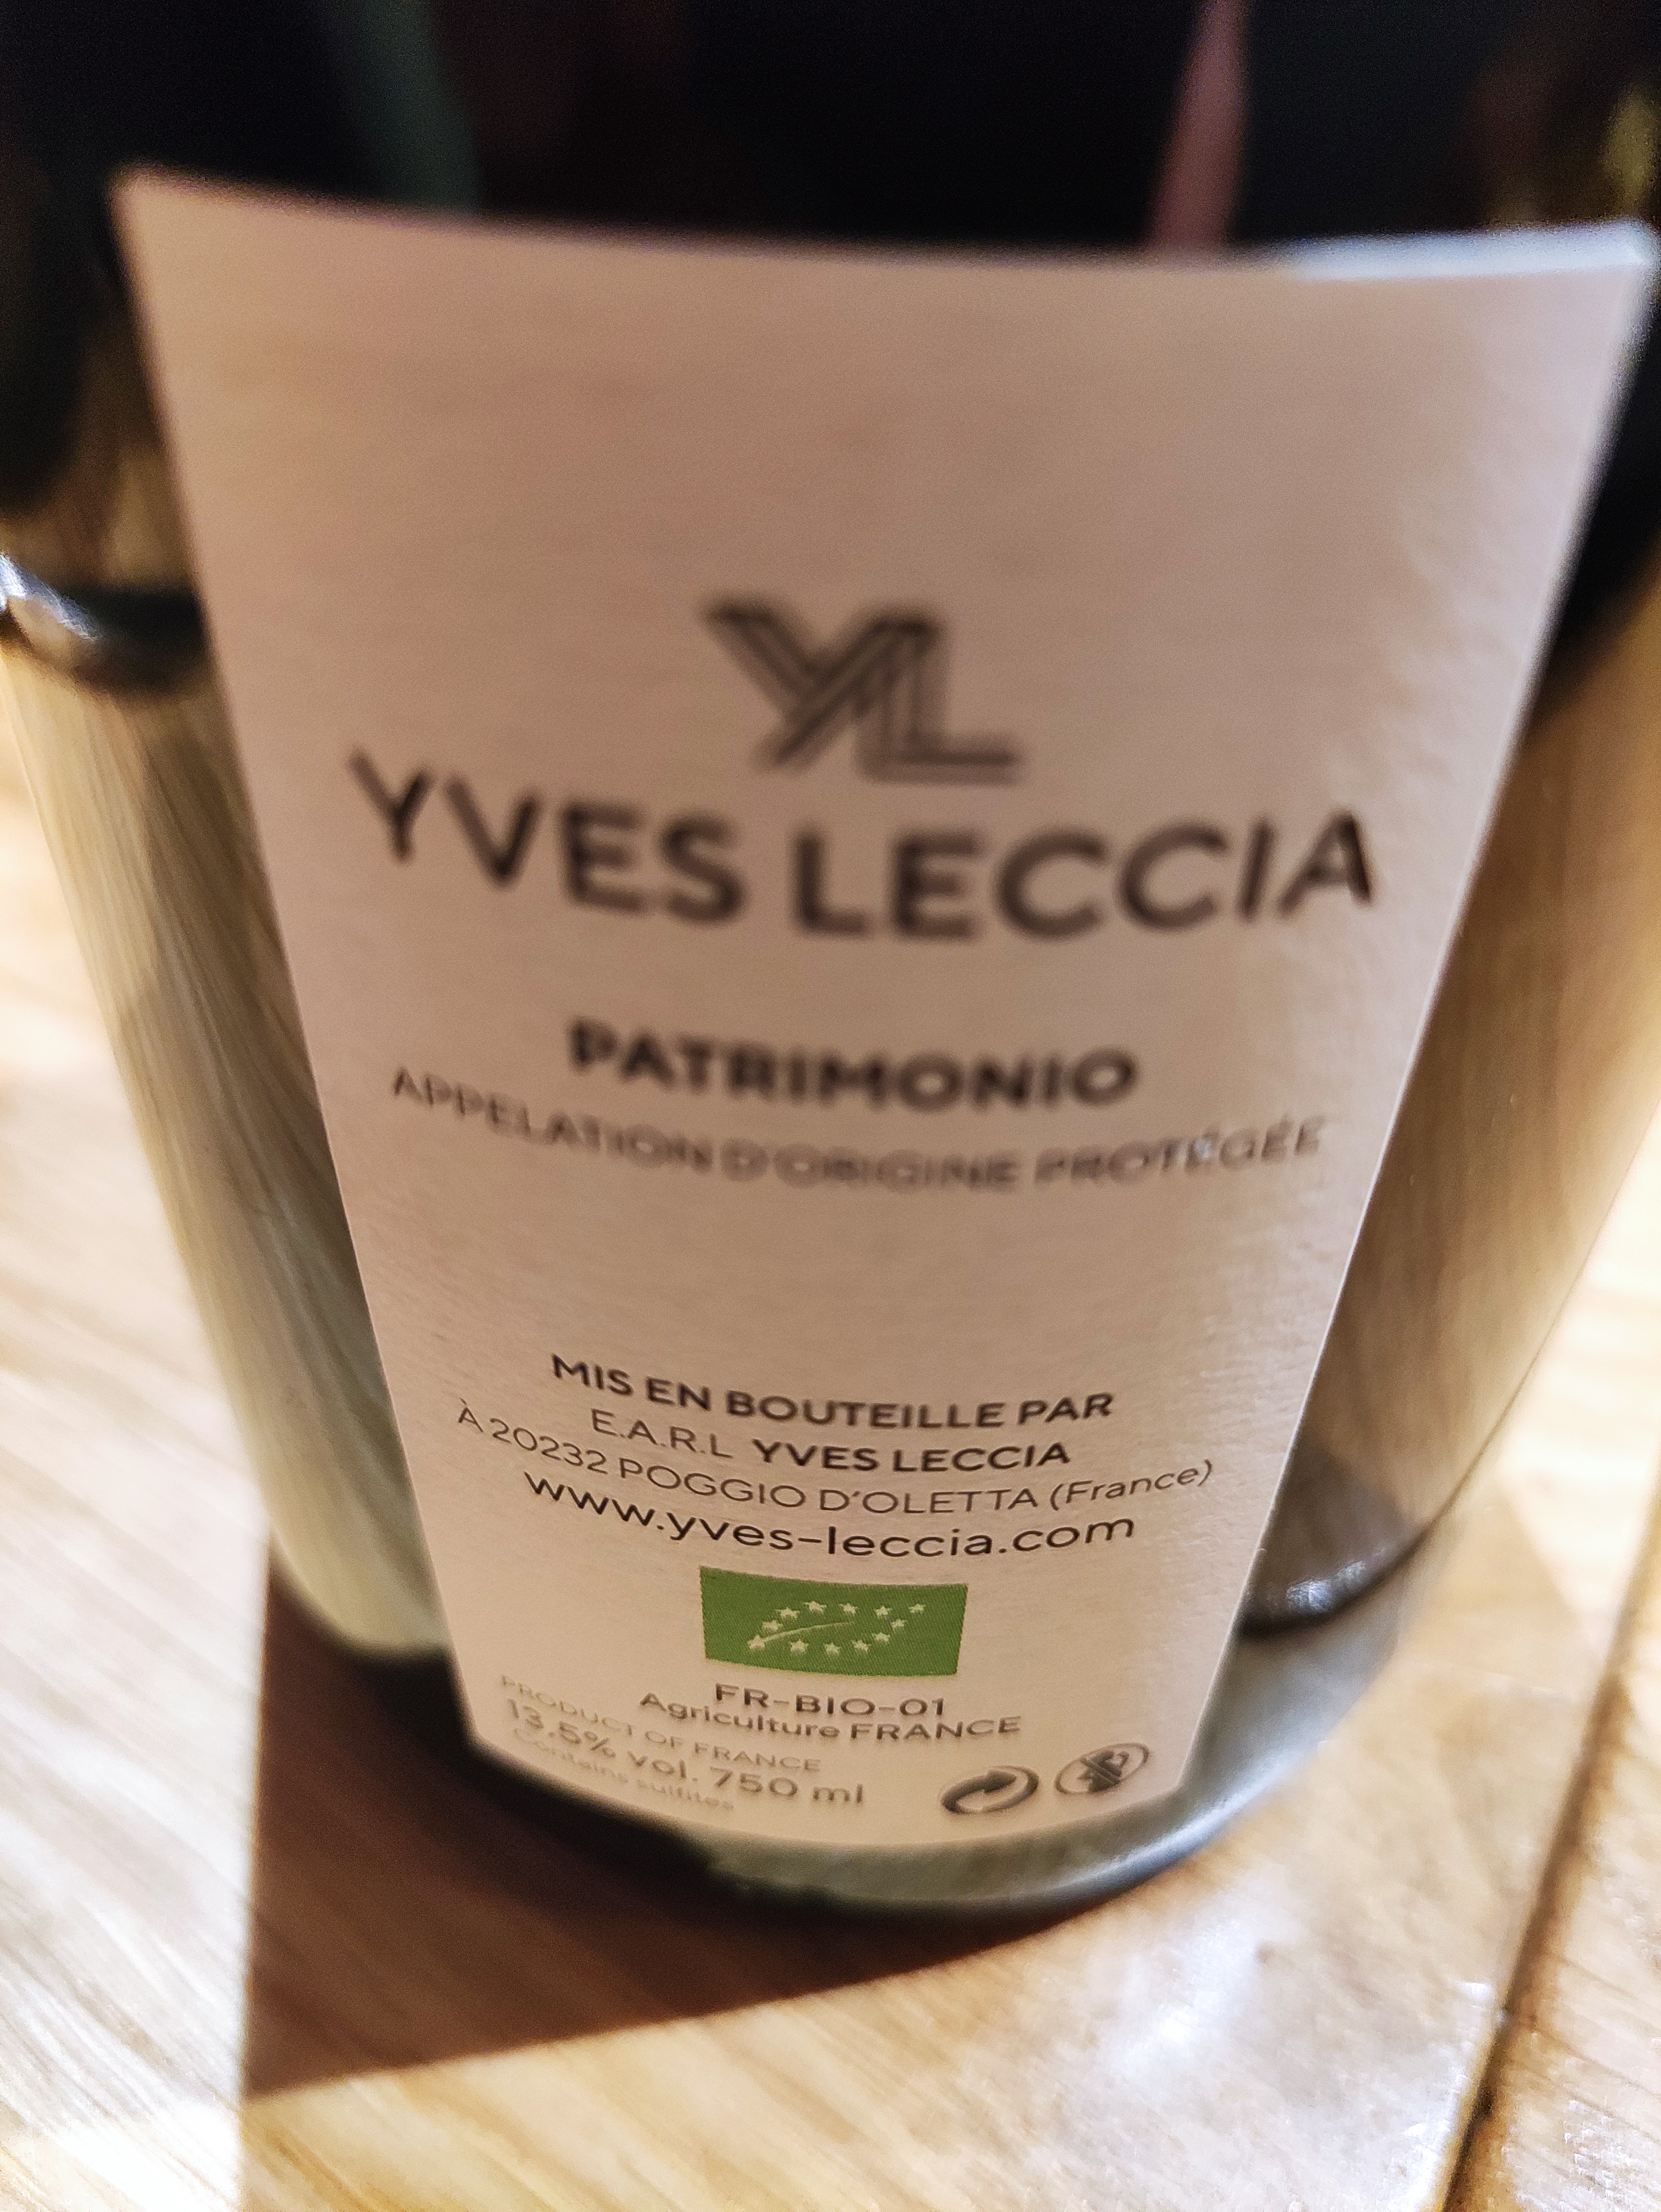 YL
YVES LECCIA
PATRIMONIO
APPELATION D'ORIGINE PROTÉGÉE
MIS EN BOUTEILLE PAR
E.A.R.L YVES LECCIA
À 20232 POGGIO D'OLETTA (France)
www.yves-leccia.com
FR-BIO-01
Agriculture FRANCE
PRODUCT OF FRANCE
13,5% vol. 750 ml
Contains sulfites